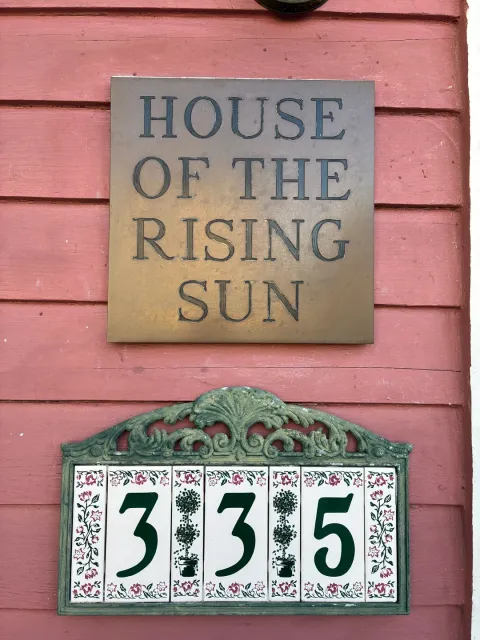 HOUSE
OF THE
RISING
SUN
335